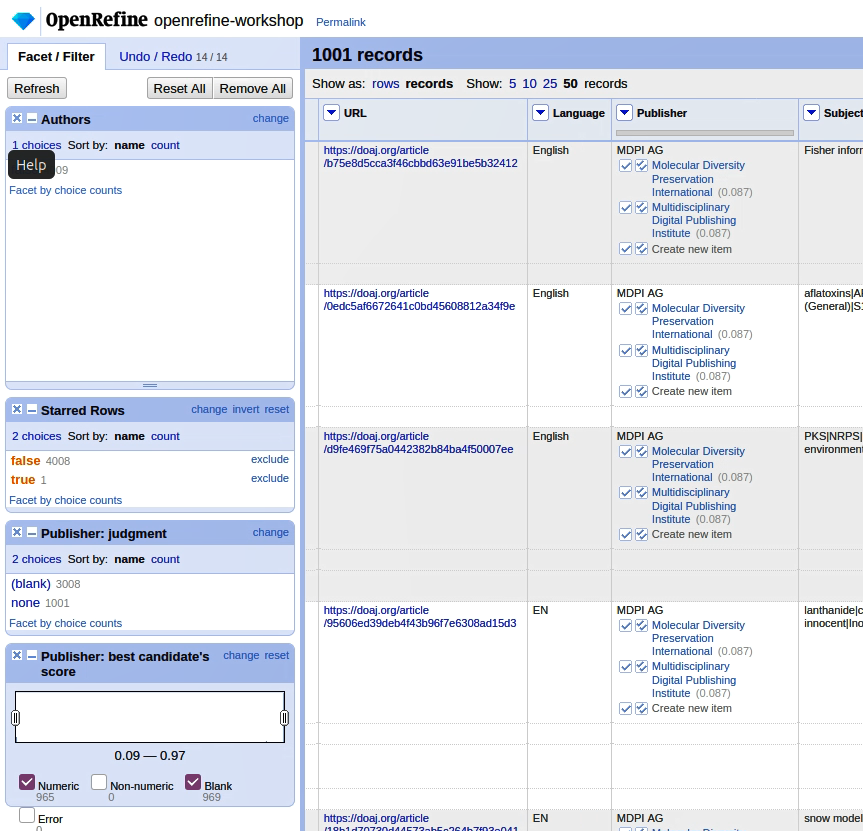 OpenRefine openrefine-workshop Permalink
Facet / Filter Undo / Redo 14 / 14
Refresh Reset All Remove All
Authors change
1 choices Sort by: name count
Help 09
Facet by choice counts
Starred Rows change invert reset
2 choices Sort by: name count
false 4008 exclude
true 1 exclude
Facet by choice counts
Publisher: judgment change
2 choices Sort by: name count
(blank) 3008
none 1001
Facet by choice counts
Publisher: best candidate's score change reset
0.09 — 0.97
Numeric 965 Non-numeric 0 Blank 969
Error 0
1001 records
Show as: rows records Show: 5 10 25 50 records
URL Language Publisher Subject
https://doaj.org/article English MDPI AG Fisher inforr
/b75e8d5cca3f46cbbd63e91be5b32412
Molecular Diversity
Preservation
International (0.087)
Multidisciplinary
Digital Publishing
Institute (0.087)
Create new item
https://doaj.org/article English MDPI AG aflatoxins|Al
/0edc5af6672641c0bd45608812a34f9e (General)|S1
Molecular Diversity
Preservation
International (0.087)
Multidisciplinary
Digital Publishing
Institute (0.087)
Create new item
https://doaj.org/article English MDPI AG PKS|NRPS|
/d9fe469f75a0442382b84ba4f50007ee environment
Molecular Diversity
Preservation
International (0.087)
Multidisciplinary
Digital Publishing
Institute (0.087)
Create new item
https://doaj.org/article EN MDPI AG lanthanide|c
/95606ed39deb4f43b96f7e6308ad15d3 innocent|Ino
Molecular Diversity
Preservation
International (0.087)
Multidisciplinary
Digital Publishing
Institute (0.087)
Create new item
https://doaj.org/article EN MDPI AG snow model